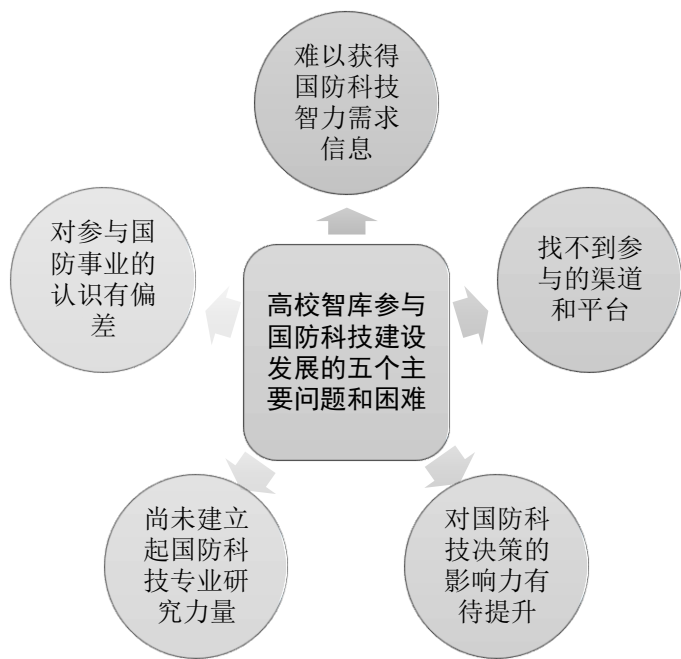 难以获得
国防科技
智力需求
信息
对参与国
防事业的
认识有偏
差
找不到参
与的渠道
和平台
高校智库参与
国防科技建设
发展的五个主
要问题和困难
尚未建立
起国防科
技专业研
究力量
对国防科
技决策的
影响力有
待提升